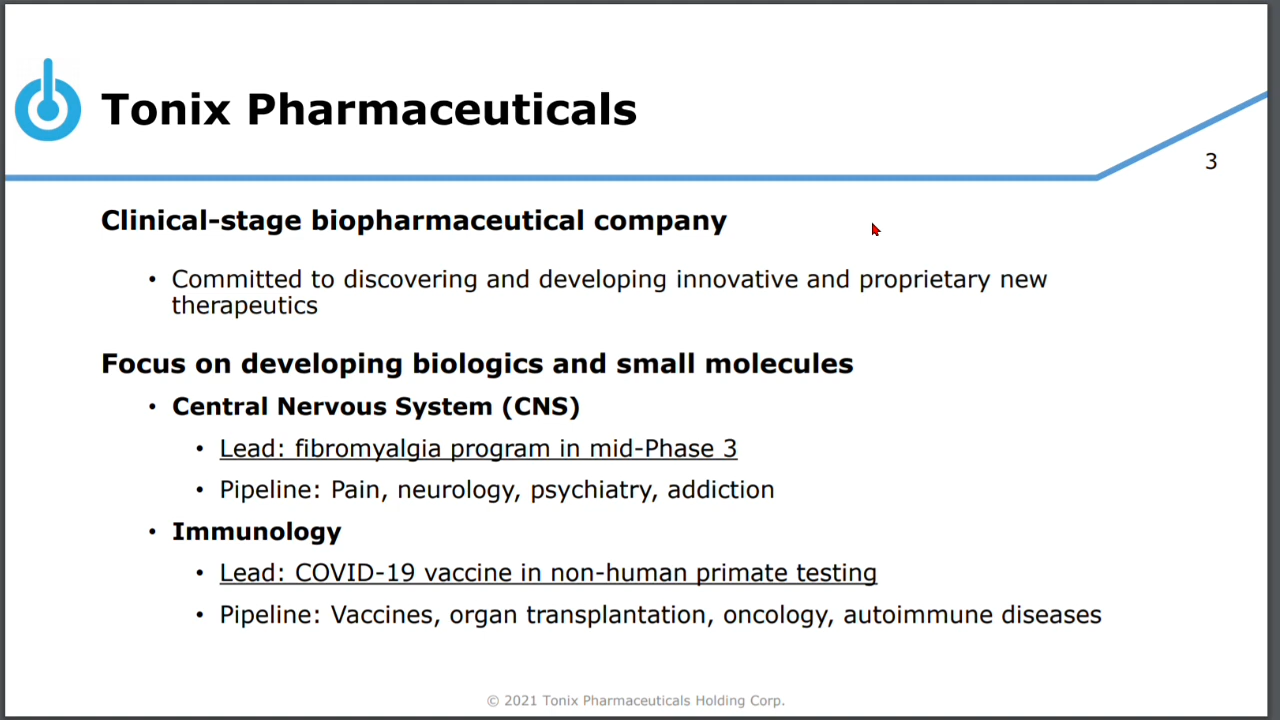 Tonix Pharmaceuticals
3
Clinical-stage biopharmaceutical company
• Committed to discovering and developing innovative and proprietary new
therapeutics
Focus on developing biologics and small molecules
• Central Nervous System (CNS)
• Lead: fibromyalgia program in mid-Phase 3
• Pipeline: Pain, neurology, psychiatry, addiction
• Immunology
• Lead: COVID-19 vaccine in non-human primate testing
• Pipeline: Vaccines, organ transplantation, oncology, autoimmune diseases
© 2021 Tonix Pharmaceuticals Holding Corp.